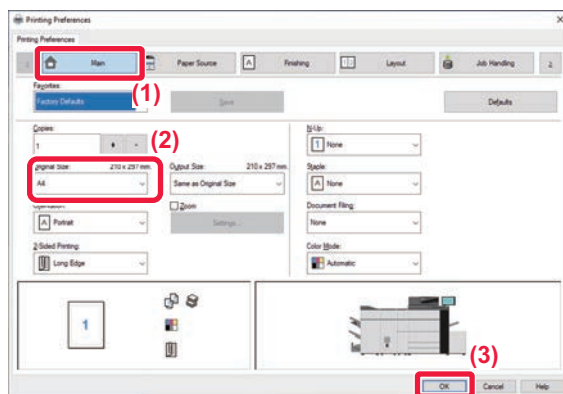 Printing Preferences
Printing Preferences
Main
Paper Source
Finishing
Layout
Job Handling
Favorites:
Factory Defaults
(1)
Save
Defaults
Copies:
1
+
-
(2)
N-Up:
1
None
Original Size:
210 x 297 mm.
A4
Output Size:
210 x 297 mm.
Same as Original Size
Staple:
A
None
Orientation:
A
Portrait
Zoom
Settings...
Document Filing:
None
2-Sided Printing:
Long Edge
Color Mode:
Automatic
1
(3)
OK
Cancel
Help